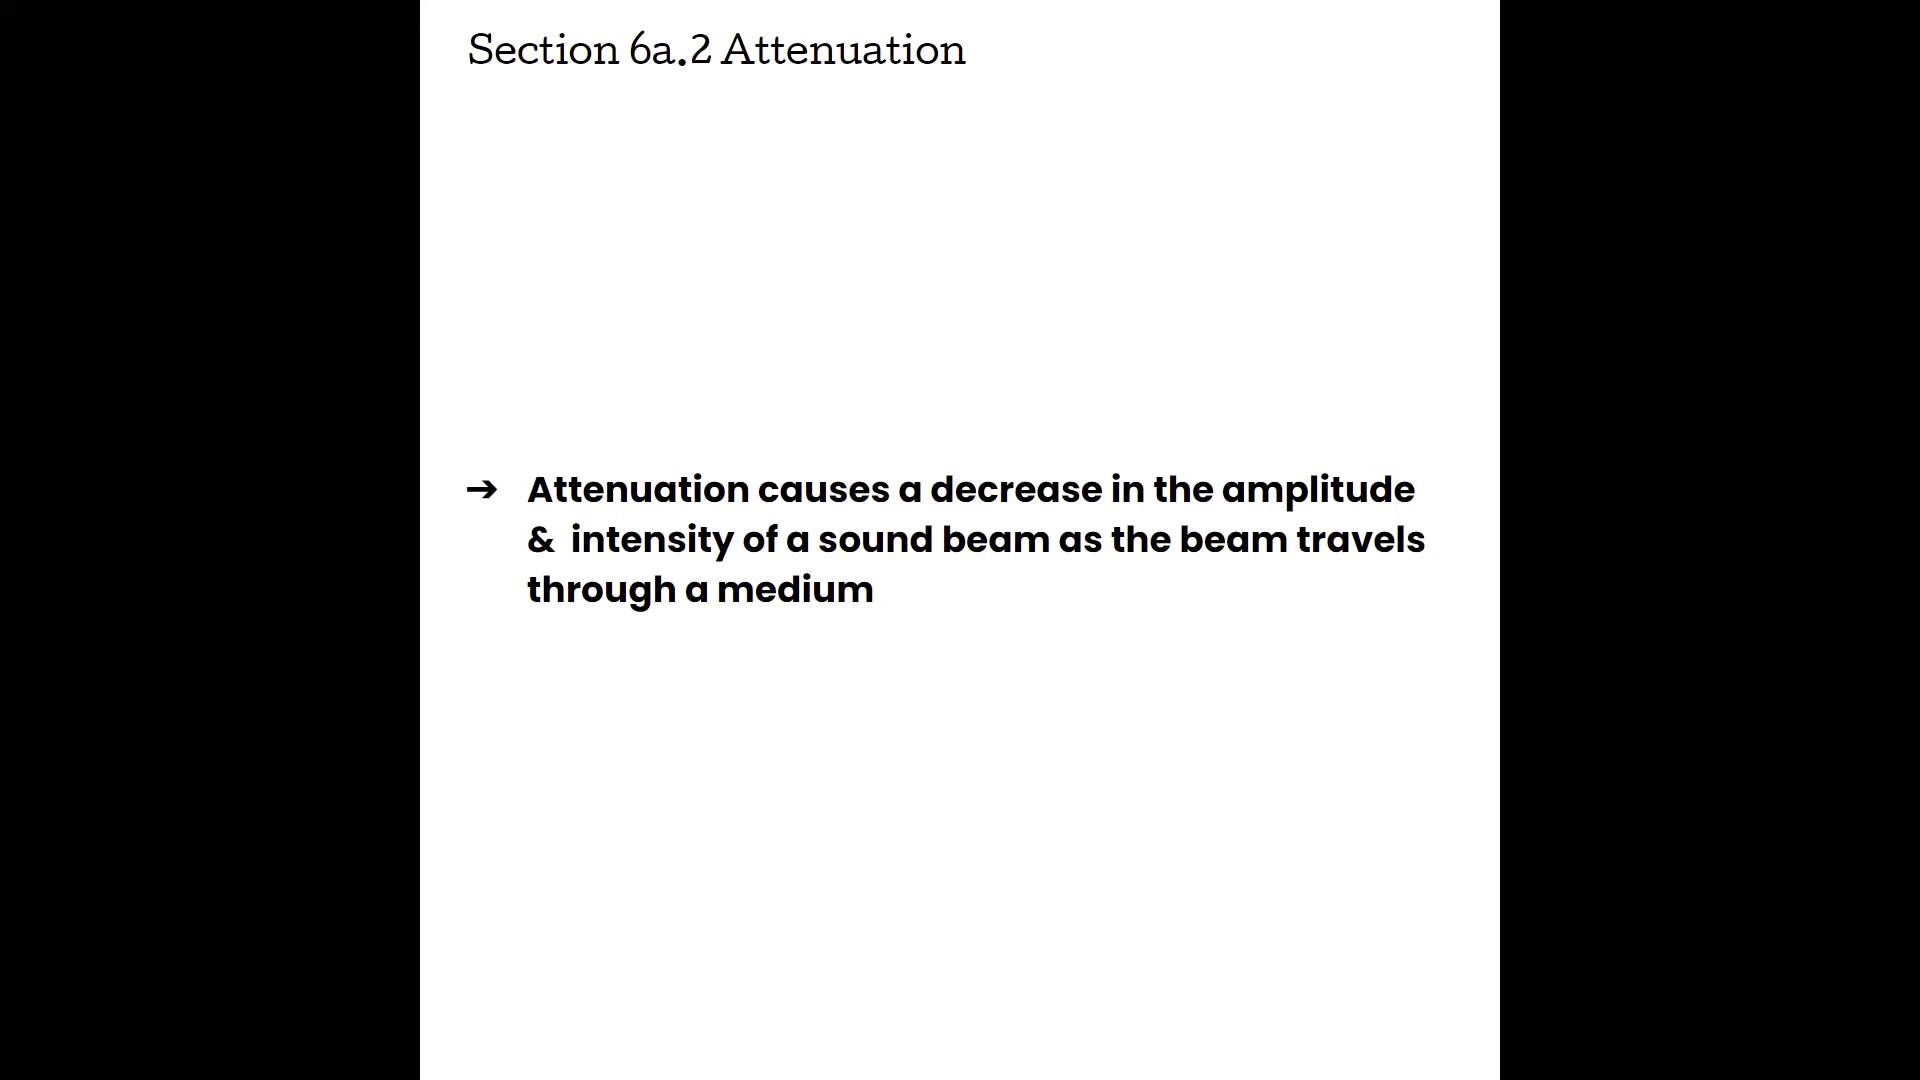 Section 6a.2 Attenuation
➔ Attenuation causes a decrease in the amplitude
& intensity of a sound beam as the beam travels
through a medium